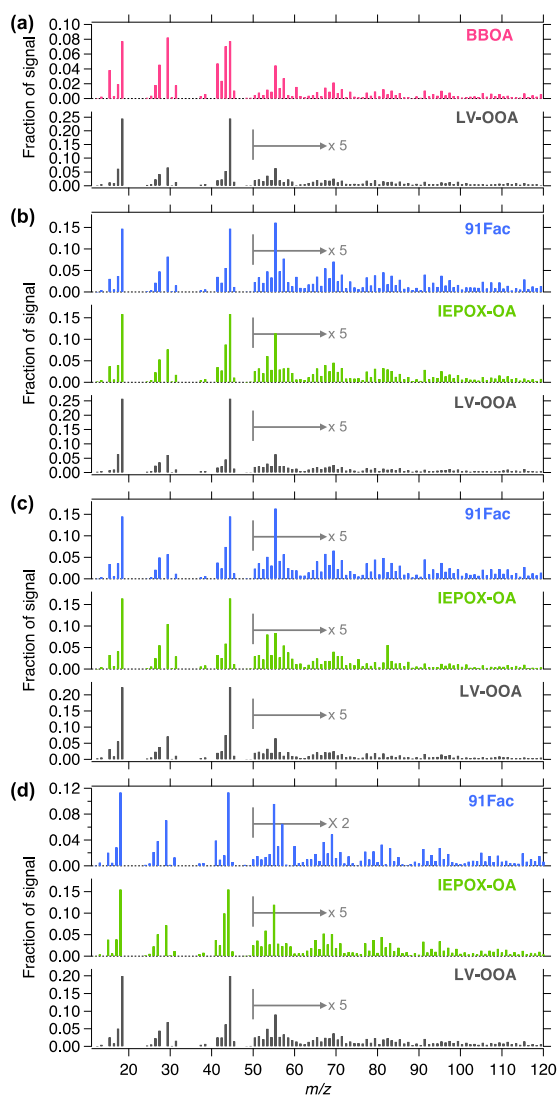 (a)
0.10
0.08
0.06
0.04
0.02
0.00
BBOA
Fraction of signal
0.25
0.20
0.15
0.10
0.05
0.00
LV-OOA
x 5
(b)
0.15
0.10
0.05
0.00
91Fac
x 5
Fraction of signal
0.15
0.10
0.05
0.00
IEPOX-OA
x 5
0.25
0.20
0.15
0.10
0.05
0.00
LV-OOA
x 5
(c)
0.15
0.10
0.05
0.00
91Fac
x 5
Fraction of signal
0.15
0.10
0.05
0.00
IEPOX-OA
x 5
0.20
0.15
0.10
0.05
0.00
LV-OOA
x 5
(d)
0.12
0.08
0.04
0.00
91Fac
X 2
Fraction of signal
0.15
0.10
0.05
0.00
IEPOX-OA
x 5
0.20
0.15
0.10
0.05
0.00
LV-OOA
x 5
20 30 40 50 60 70 80 90 100 110 120
m/z